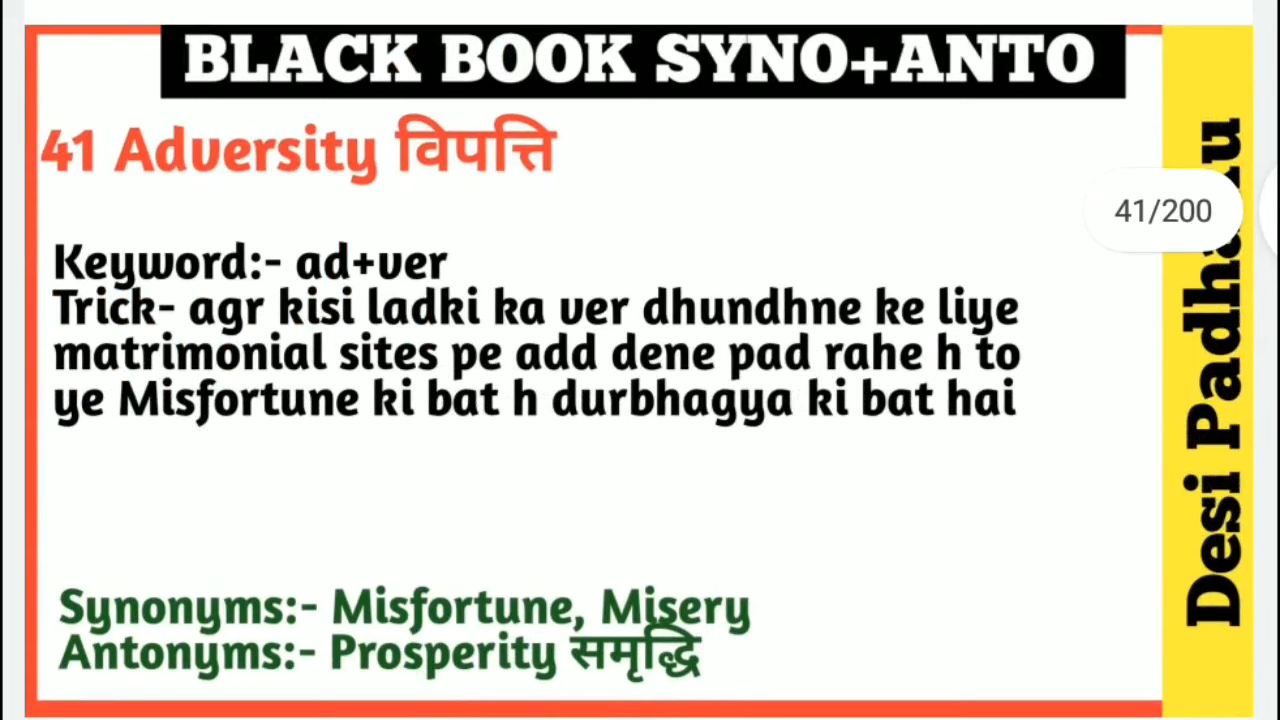 BLACK BOOK SYNO+ANTO
41 Adversity विपत्ति
41/200
Keyword:- ad+ver
Trick- agr kisi ladki ka ver dhundhne ke liye
matrimonial sites pe add dene pad rahe h to
ye Misfortune ki bat h durbhagya ki bat hai
Synonyms:- Misfortune, Misery
Antonyms:- Prosperity समृद्धि
Desi